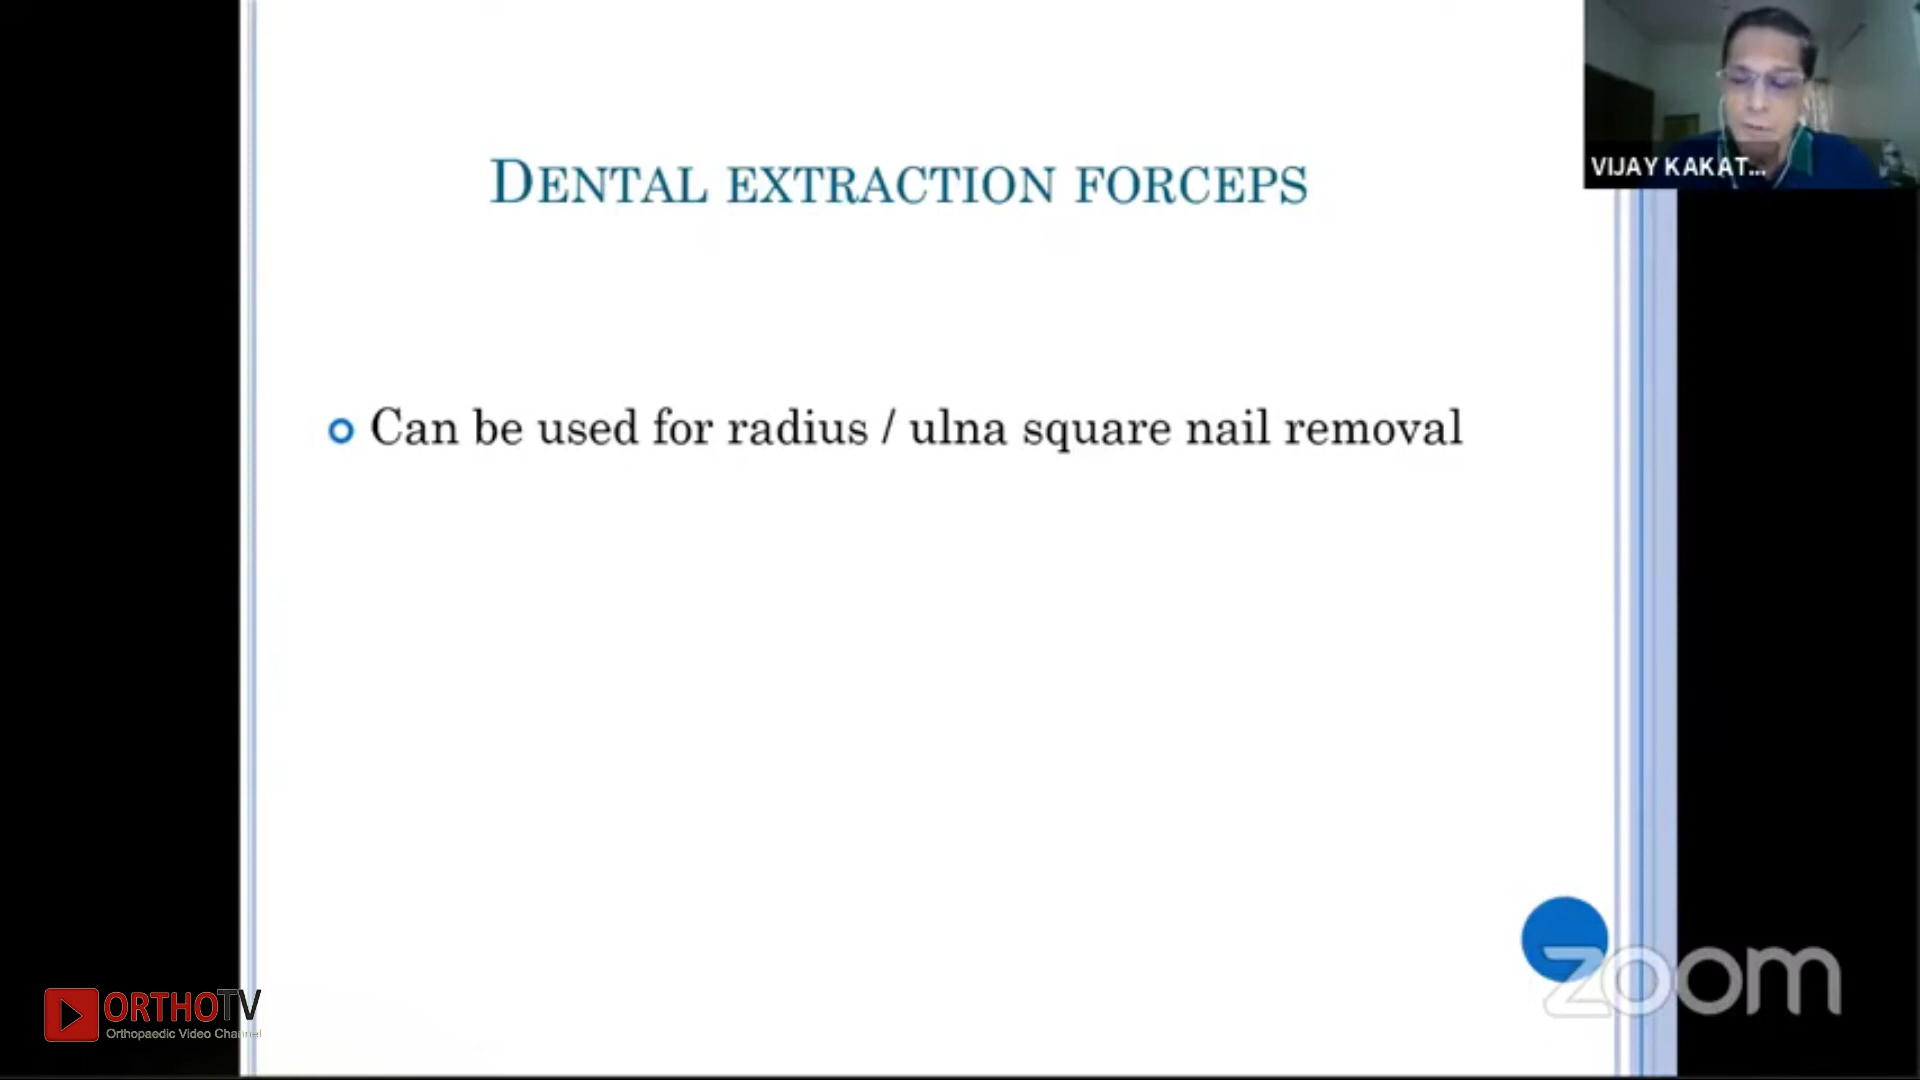 VIJAY KAKAT...
DENTAL EXTRACTION FORCEPS
Can be used for radius / ulna square nail removal
zoom
ORTHOTV
Orthopaedic Video Channel